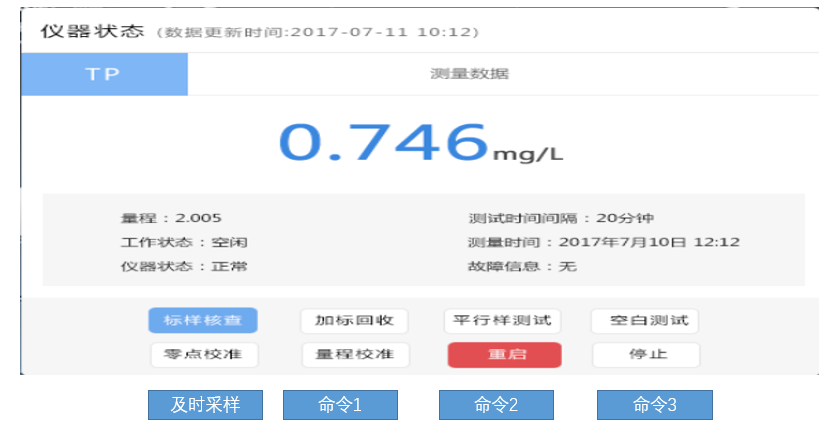 仪器状态 (数据更新时间:2017-07-11 10:12)
TP 测量数据
0.746mg/L
量程：2.005 测试时间间隔：20分钟
工作状态：空闲 测量时间：2017年7月10日 12:12
仪器状态：正常 故障信息：无
标样核查 加标回收 平行样测试 空白测试
零点校准 量程校准 重启 停止
及时采样 命令1 命令2 命令3